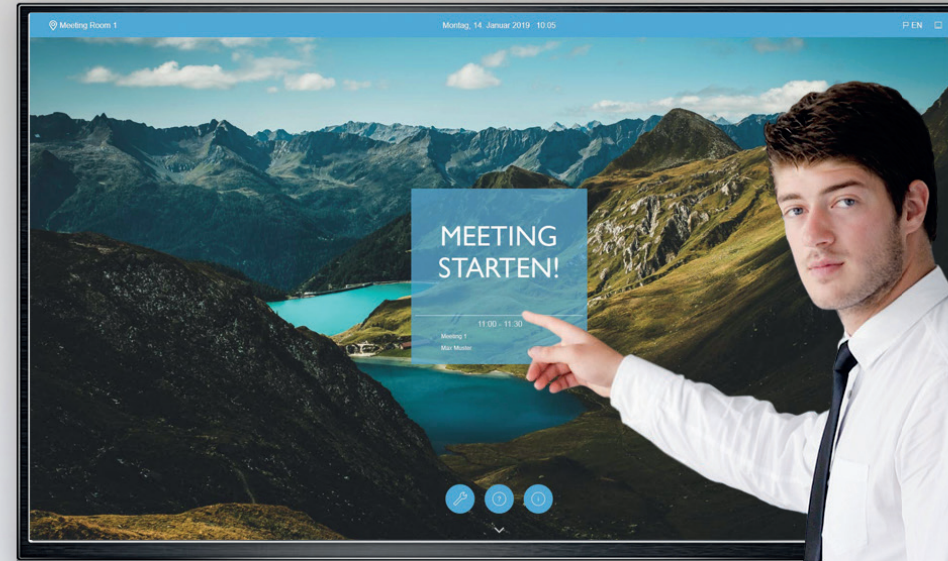 Meeting Room 1
Montag, 14. Januar 2019 10:05
EN
MEETING
STARTEN!
11:00 - 11:30
Meeting 1
Max Muster
?
i